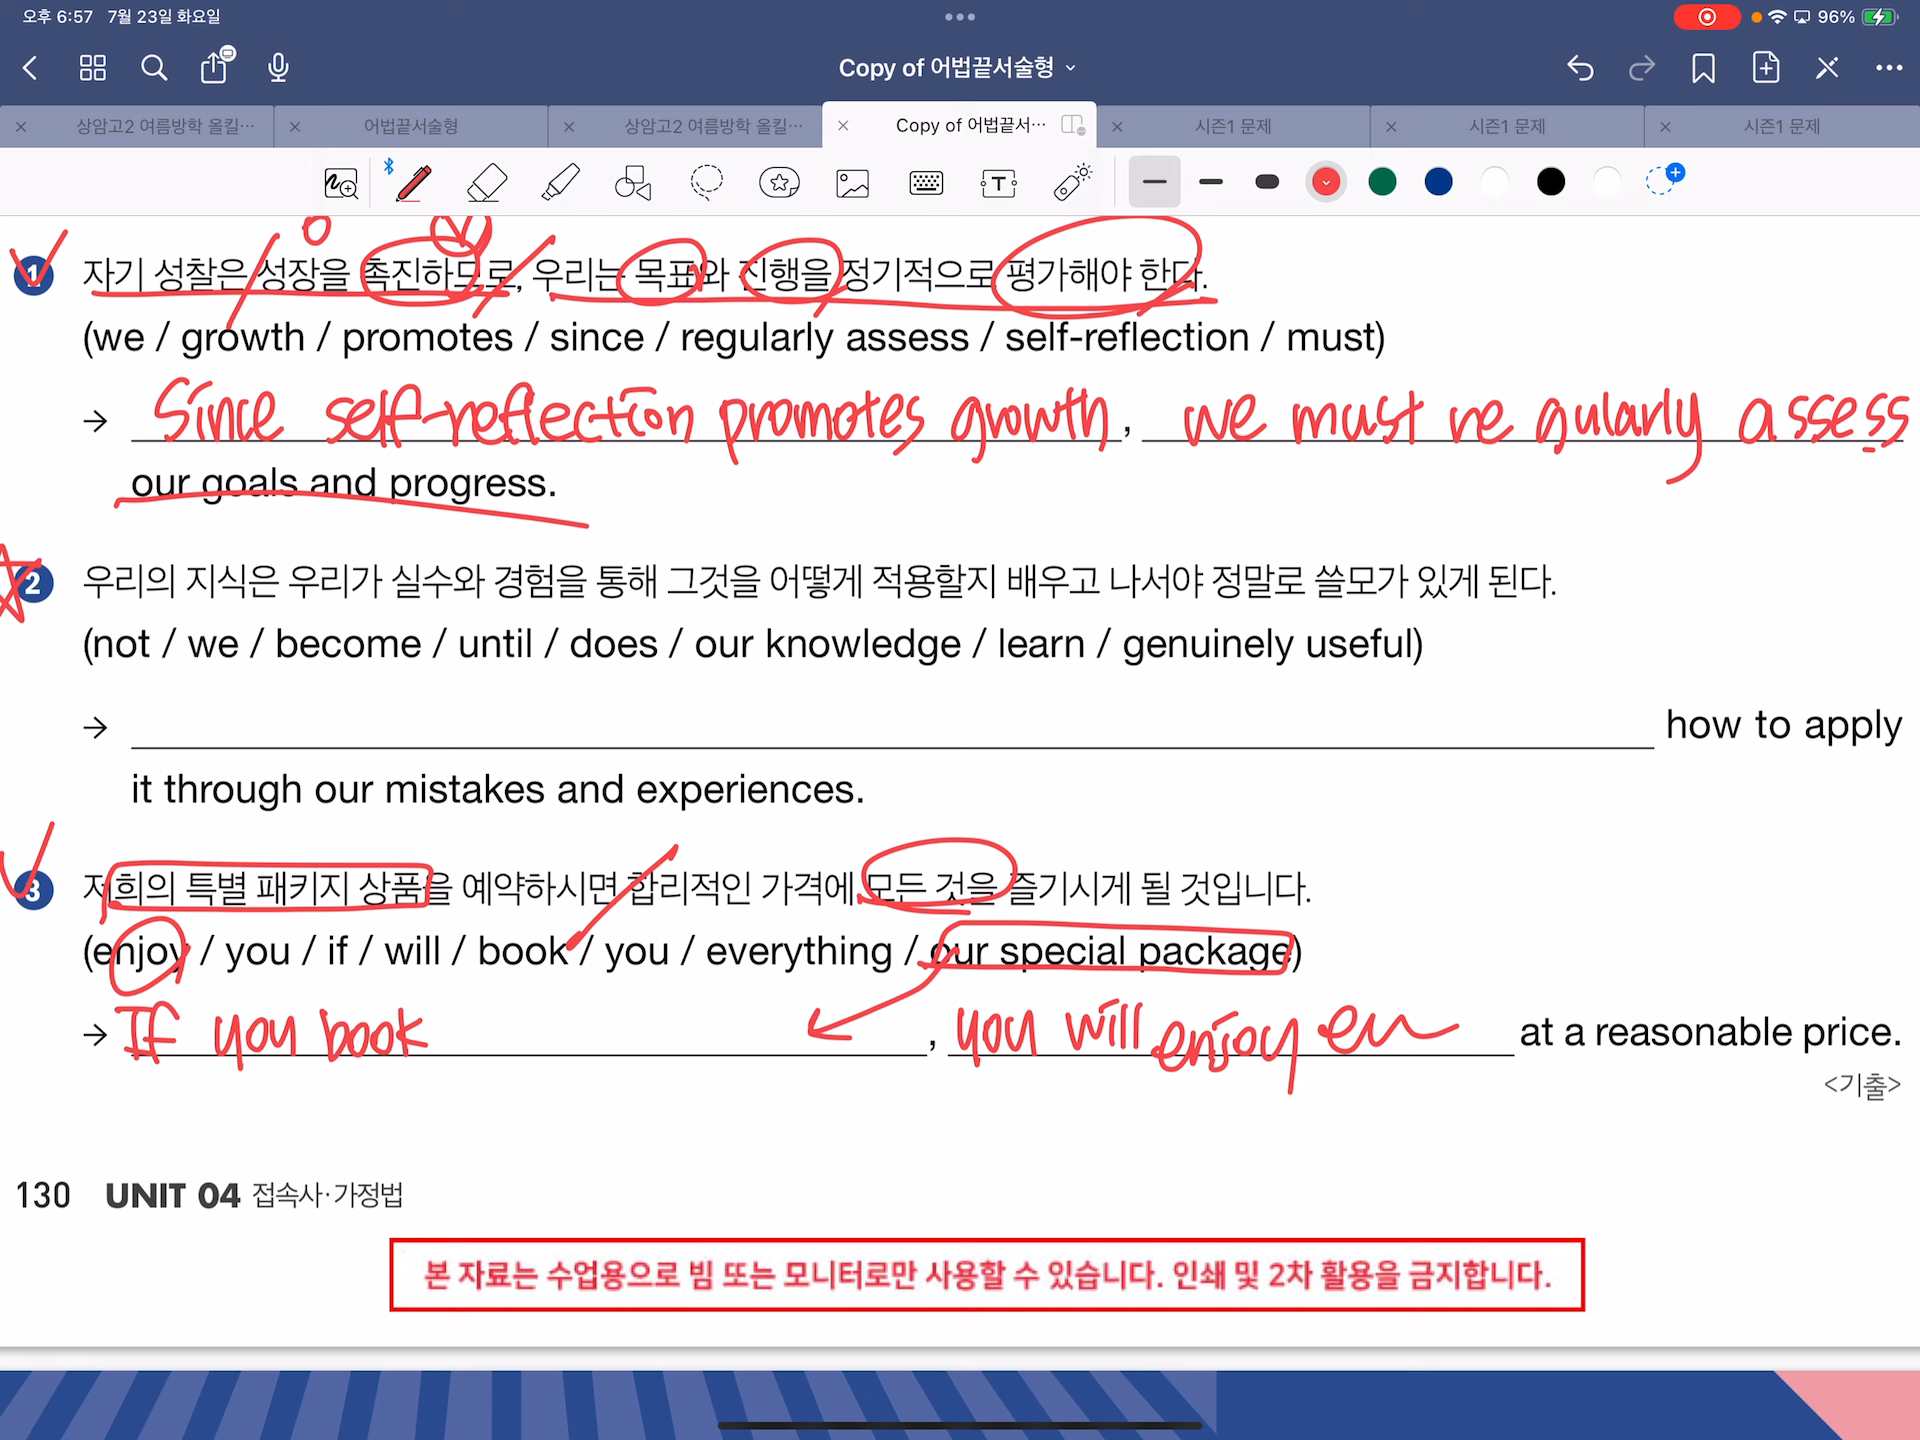 오후 6:57 7월 23일 화요일 96%
Copy of 어법끝서술형
상암고2 여름방학 올킬… 어법끝서술형 상암고2 여름방학 올킬… Copy of 어법끝서… 시즌1 문제 시즌1 문제 시즌1 문제
1 자기 성찰은 성장을 촉진하므로, 우리는 목표와 진행을 정기적으로 평가해야 한다.
(we / growth / promotes / since / regularly assess / self-reflection / must)
→ Since self-reflection promotes growth, we must regularly assess
our goals and progress.
2 우리의 지식은 우리가 실수와 경험을 통해 그것을 어떻게 적용할지 배우고 나서야 정말로 쓸모가 있게 된다.
(not / we / become / until / does / our knowledge / learn / genuinely useful)
→ how to apply
it through our mistakes and experiences.
3 저희의 특별 패키지 상품을 예약하시면 합리적인 가격에 모든 것을 즐기시게 될 것입니다.
(enjoy / you / if / will / book / you / everything / our special package)
→ If you book , you will enjoy at a reasonable price.
<기출>
130 UNIT 04 접속사·가정법
본 자료는 수업용으로 빔 또는 모니터로만 사용할 수 있습니다. 인쇄 및 2차 활용을 금지합니다.